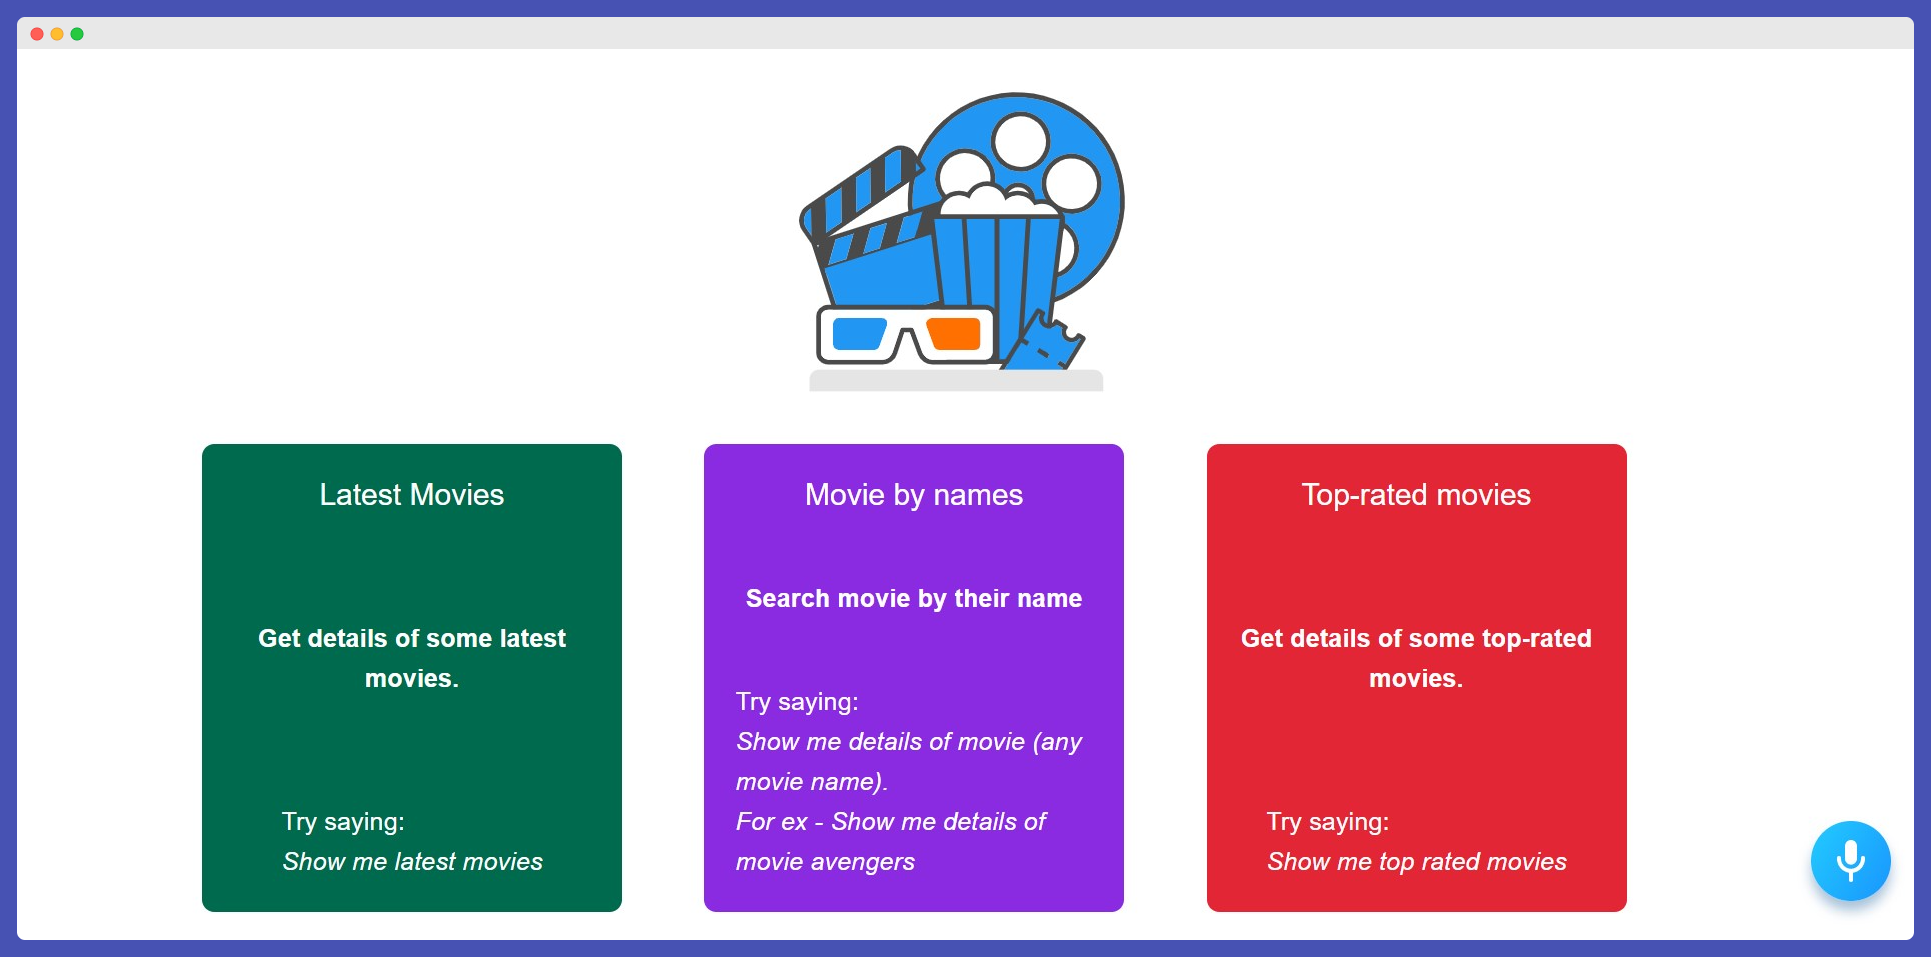 Latest Movies
Get details of some latest
movies.
Try saying:
Show me latest movies
Movie by names
Search movie by their name
Try saying:
Show me details of movie (any
movie name).
For ex - Show me details of
movie avengers
Top-rated movies
Get details of some top-rated
movies.
Try saying:
Show me top rated movies